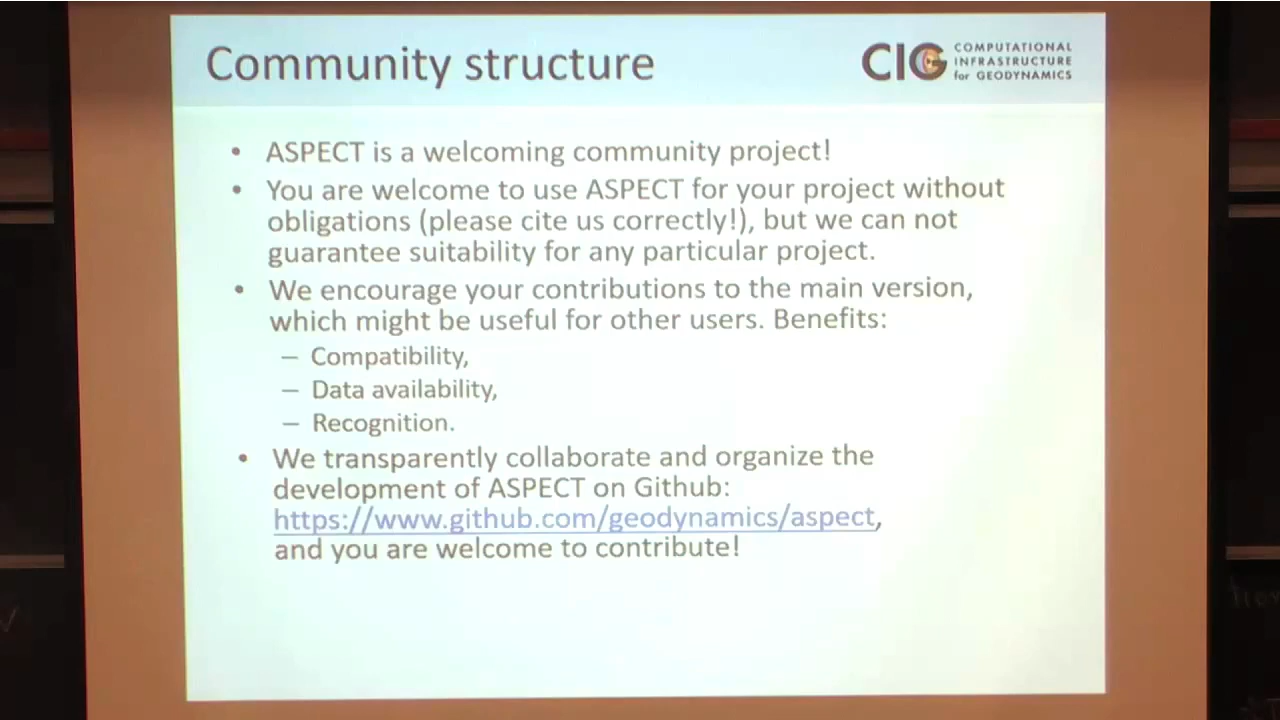 Community structure
CIG COMPUTATIONAL
INFRASTRUCTURE
for GEODYNAMICS
• ASPECT is a welcoming community project!
• You are welcome to use ASPECT for your project without
obligations (please cite us correctly!), but we can not
guarantee suitability for any particular project.
• We encourage your contributions to the main version,
which might be useful for other users. Benefits:
– Compatibility,
– Data availability,
– Recognition.
• We transparently collaborate and organize the
development of ASPECT on Github:
https://www.github.com/geodynamics/aspect,
and you are welcome to contribute!